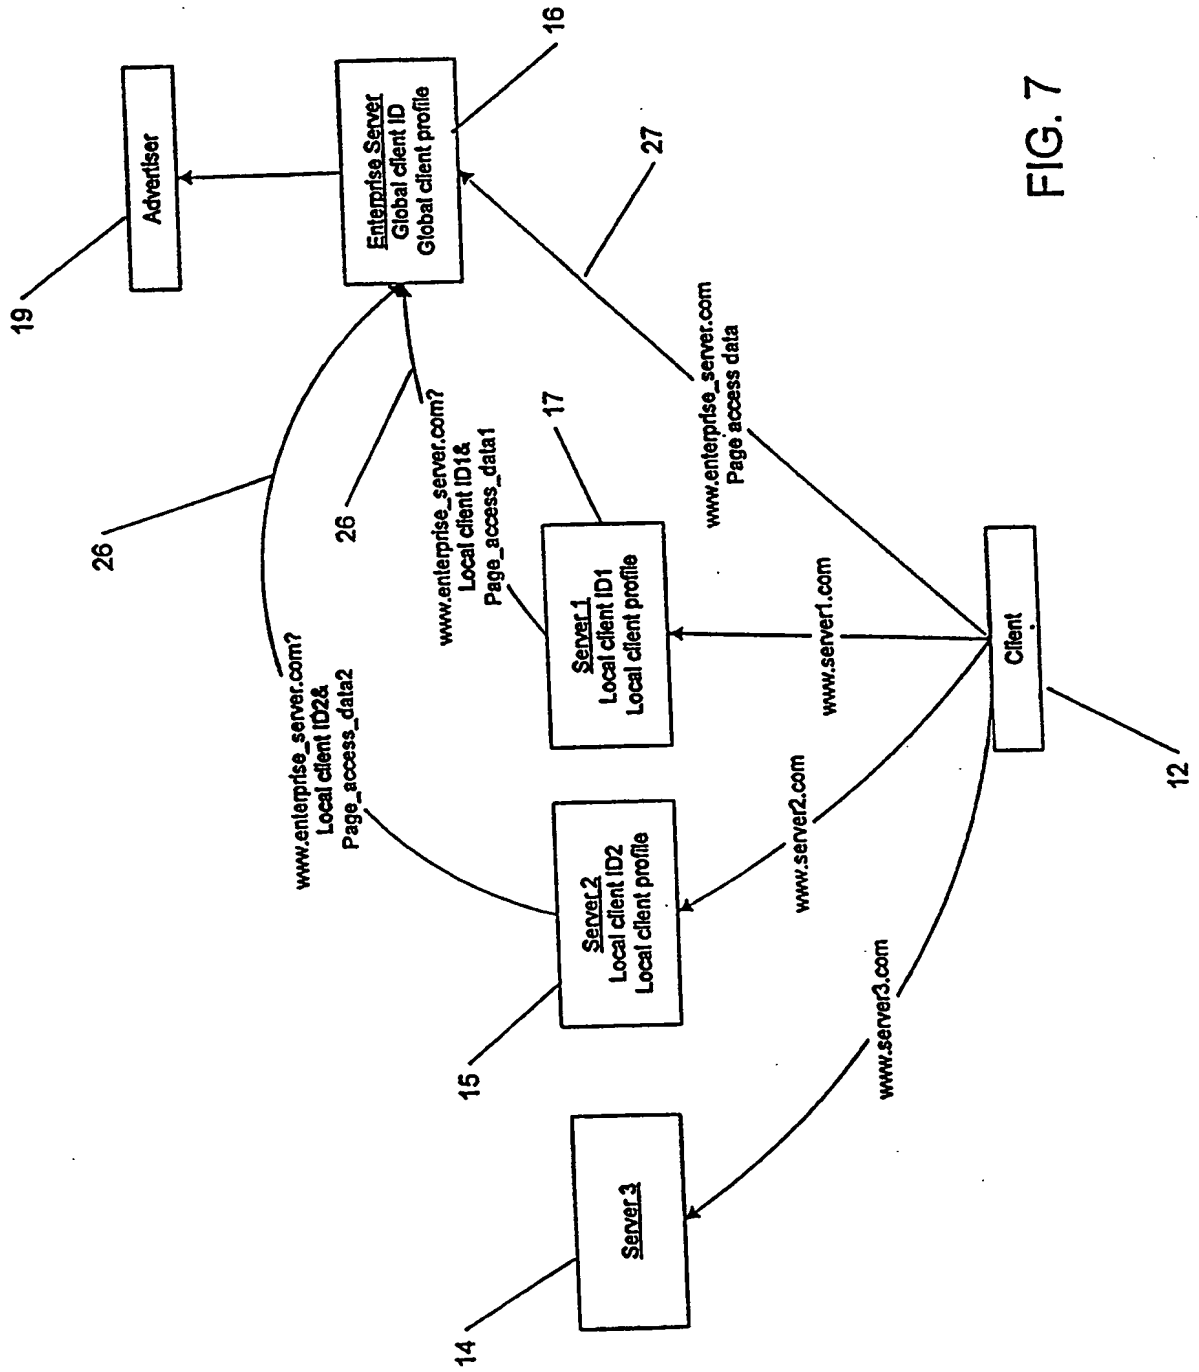 19
Advertiser
Enterprise Server
Global client ID
Global client profile
16
26
26
27
www.enterprise_server.com?
Local client ID2&
Page_access_data2
www.enterprise_server.com?
Local client ID1&
Page_access_data1
www.enterprise_server.com
Page access data
14
Server 3
15
Server 2
Local client ID2
Local client profile
17
Server 1
Local client ID1
Local client profile
www.server3.com
www.server2.com
www.server1.com
Client
12
FIG. 7